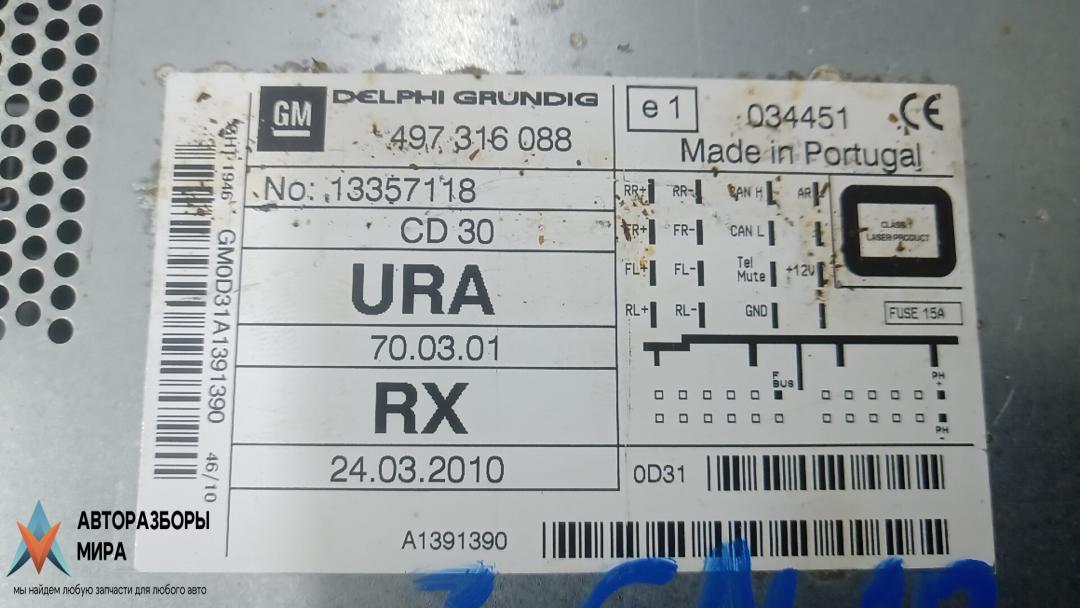 GM
DELPHI GRUNDIG
497 316 088
No: 13357118
CD 30
URA
70.03.01
RX
24.03.2010
e 1
034451 CE
Made in Portugal
RR+ RR- CAN H AR
FR+ FR- CAN L
FL+ FL- Tel Mute +12V
RL+ RL- GND
LASER PRODUCT
FUSE 15A
F BUS
PH +
PH -
0D31
A1391390
GM0D31A1391390
46/10
АВТОРАЗБОРЫ
МИРА
мы найдем любую запчасти для любого авто